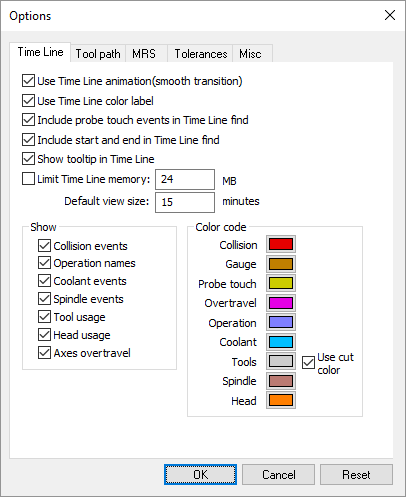 Options
Time Line Tool path MRS Tolerances Misc
Use Time Line animation(smooth transition)
Use Time Line color label
Include probe touch events in Time Line find
Include start and end in Time Line find
Show tooltip in Time Line
Limit Time Line memory: 24 MB
Default view size: 15 minutes
Show
Collision events
Operation names
Coolant events
Spindle events
Tool usage
Head usage
Axes overtravel
Color code
Collision
Gauge
Probe touch
Overtravel
Operation
Coolant
Tools
Use cut
color
Spindle
Head
OK Cancel Reset